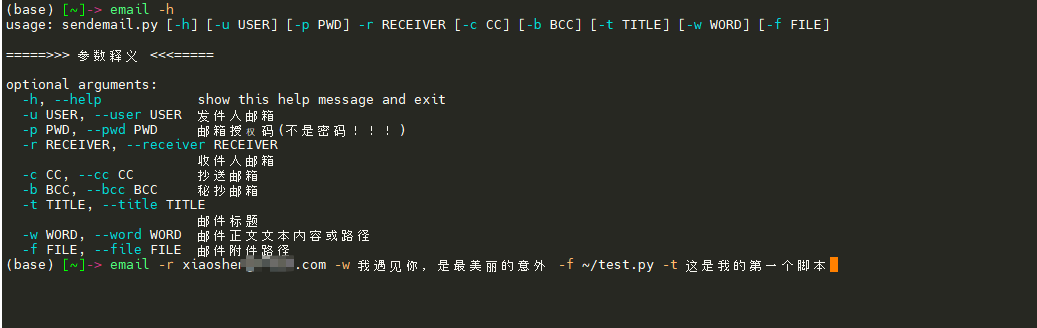 (base) [~]-> email -h
usage: sendemail.py [-h] [-u USER] [-p PWD] -r RECEIVER [-c CC] [-b BCC] [-t TITLE] [-w WORD] [-f FILE]
=====>>> 参数释义 <<<=====
optional arguments:
-h, --help show this help message and exit
-u USER, --user USER 发件人邮箱
-p PWD, --pwd PWD 邮箱授权码(不是密码！！！)
-r RECEIVER, --receiver RECEIVER
收件人邮箱
-c CC, --cc CC 抄送邮箱
-b BCC, --bcc BCC 秘抄邮箱
-t TITLE, --title TITLE
邮件标题
-w WORD, --word WORD 邮件正文文本内容或路径
-f FILE, --file FILE 邮件附件路径
(base) [~]-> email -r xiaoshen .com -w 我遇见你，是最美丽的意外 -f ~/test.py -t 这是我的第一个脚本